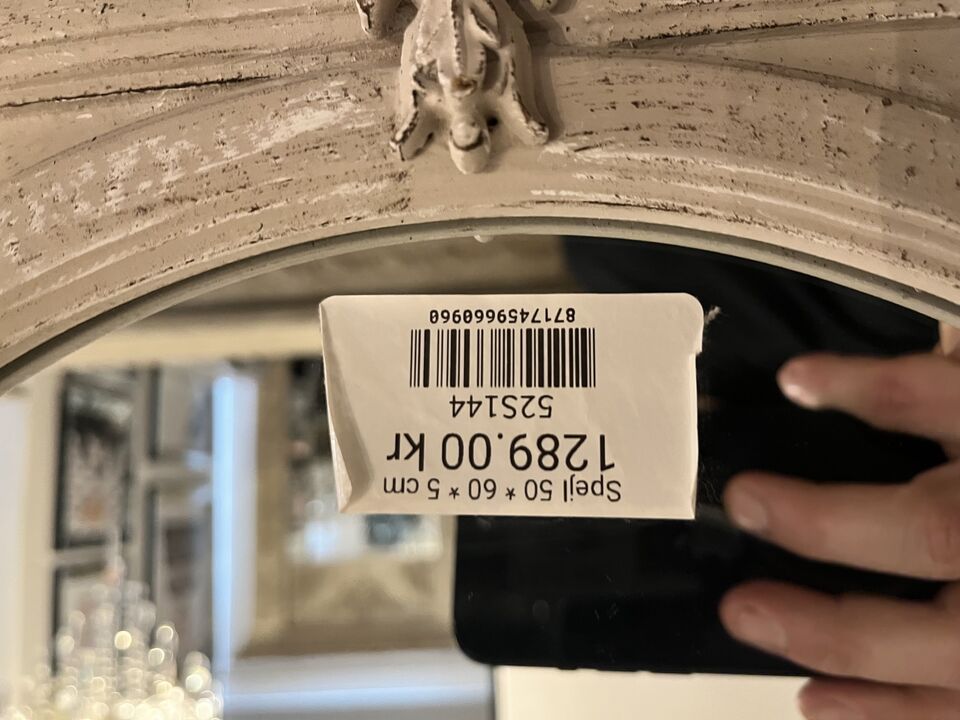 Spejl 50 * 60 * 5 cm
1289.00 kr
52S144
8717459660960